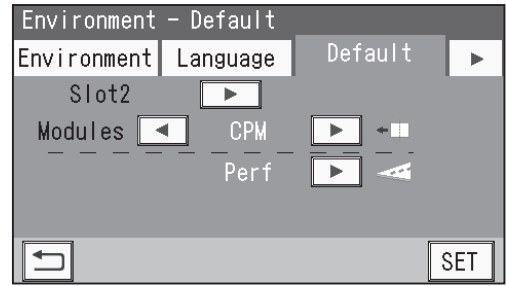 Environment - Default
Environment Language Default
Slot2
Modules CPM
Perf
SET